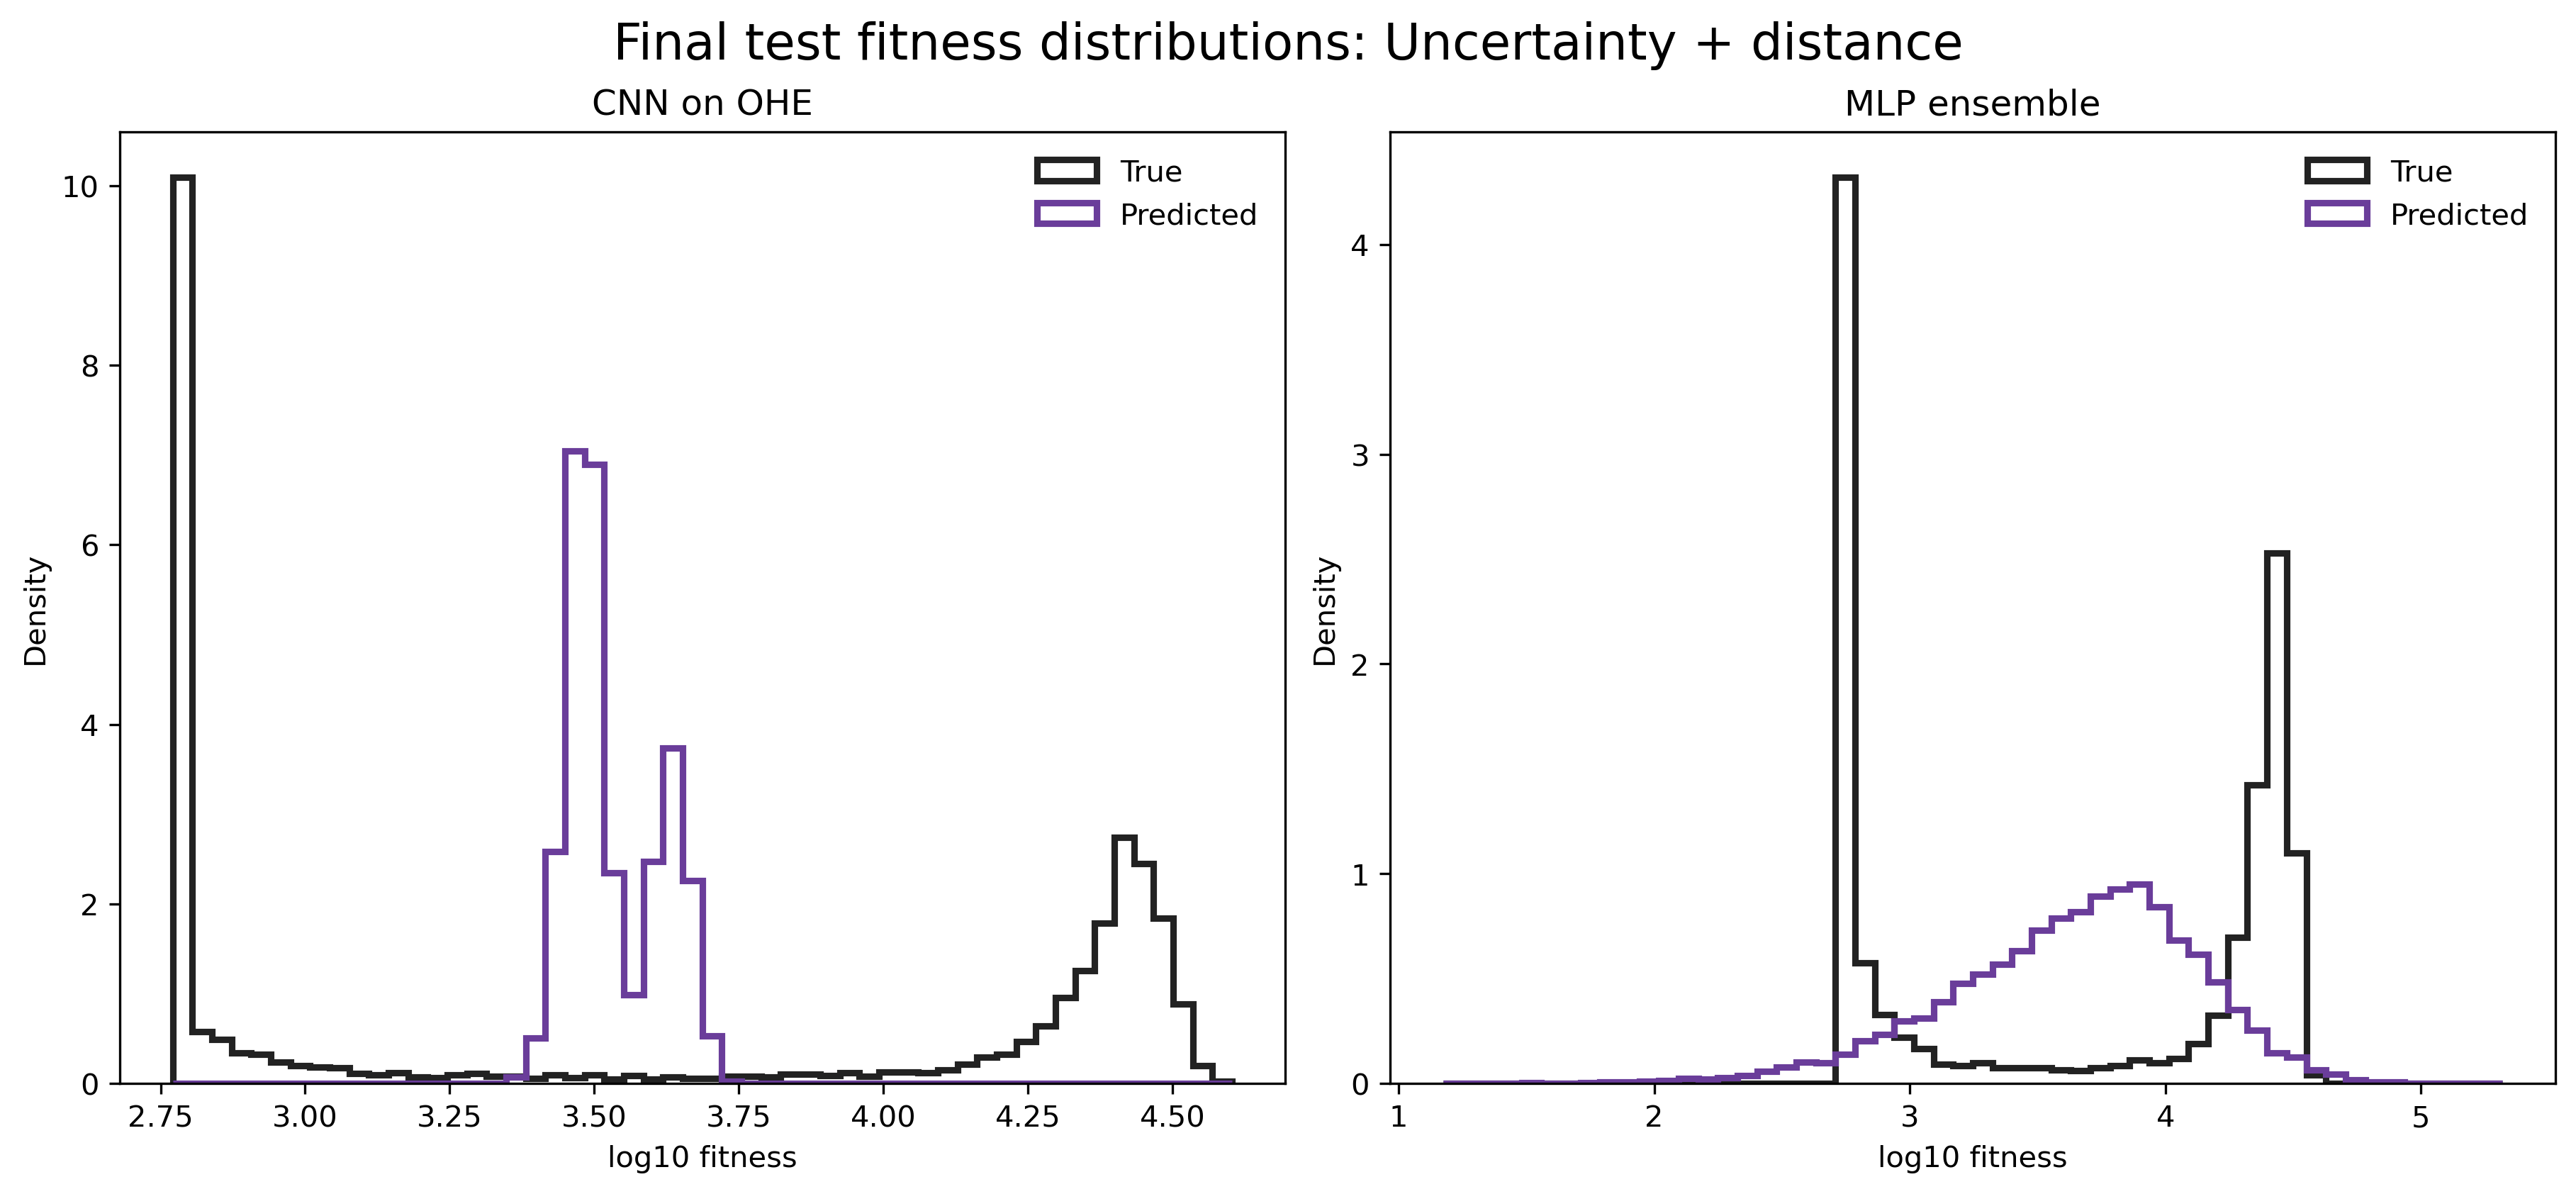 Final test fitness distributions: Uncertainty + distance
CNN on OHE
True
Predicted
10
8
6
4
2
0
Density
2.75 3.00 3.25 3.50 3.75 4.00 4.25 4.50
log10 fitness
MLP ensemble
True
Predicted
4
3
2
1
0
Density
1 2 3 4 5
log10 fitness